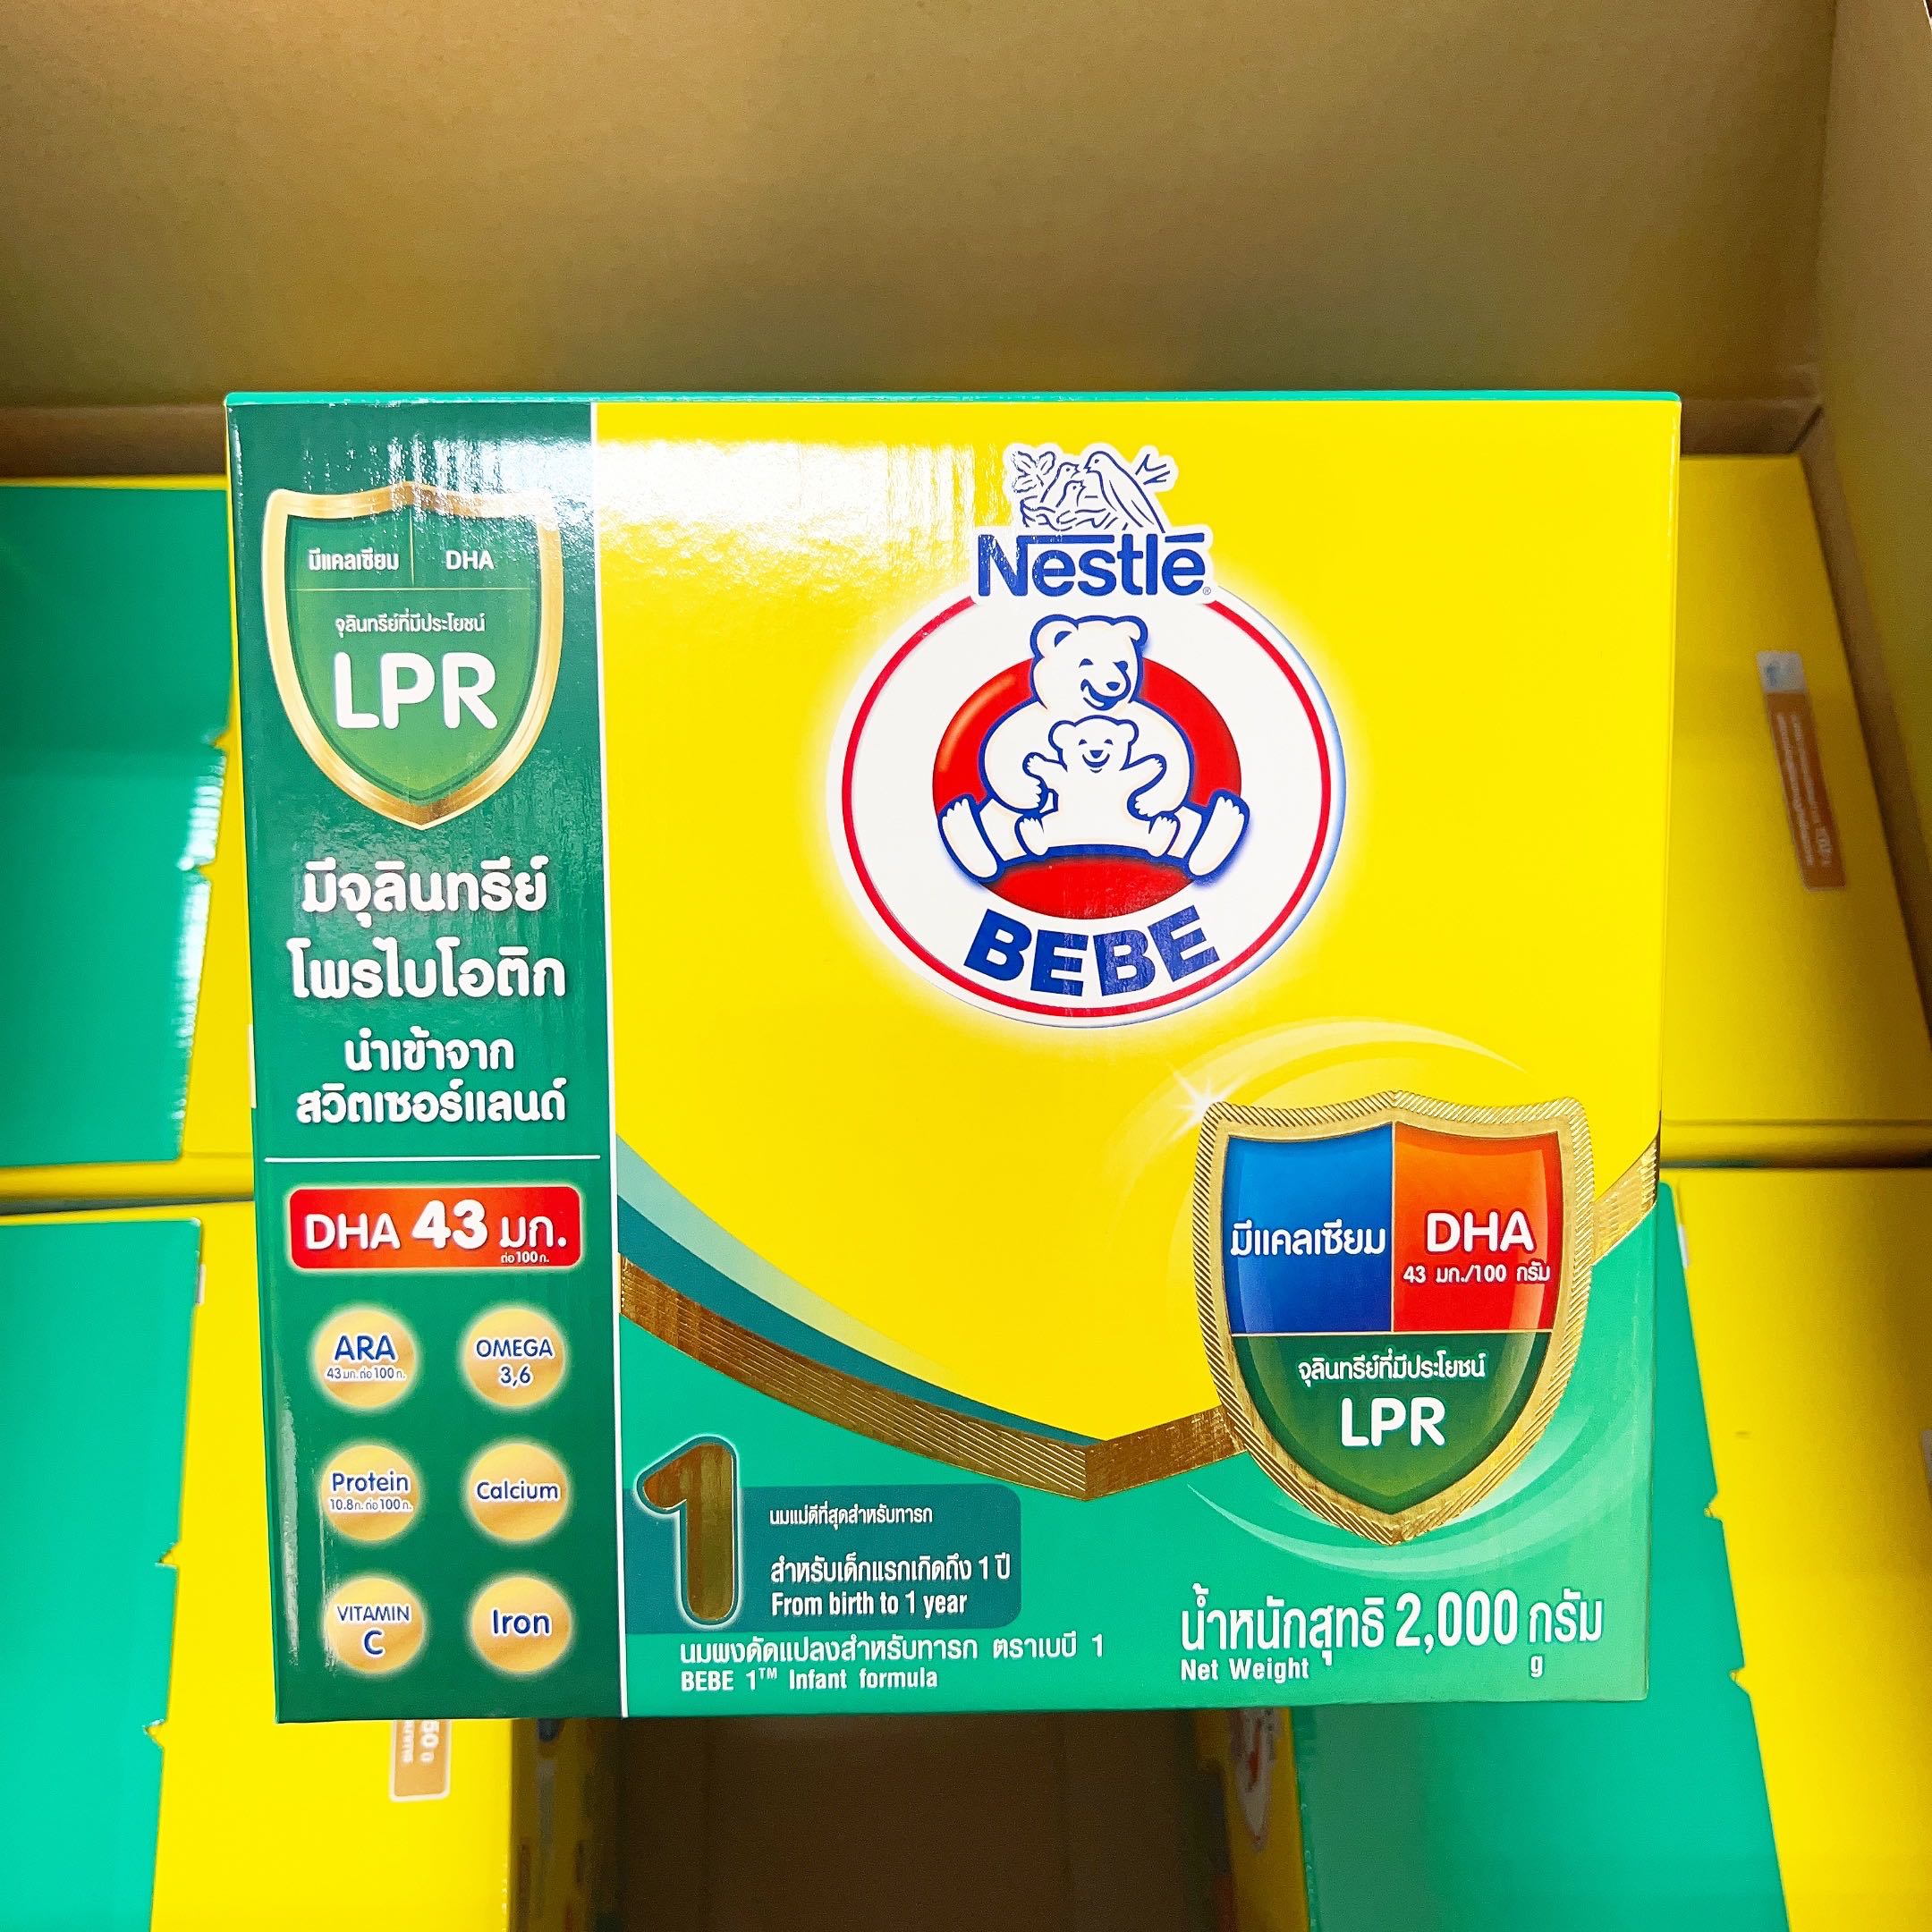 มีแคลเซียม DHA
จุลินทรีย์ที่มีประโยชน์
LPR
มีจุลินทรีย์
โพรไบโอติก
นำเข้าจาก
สวิตเซอร์แลนด์
DHA 43 มก.
ต่อ100ก.
ARA
43 มก. ต่อ 100 ก.
OMEGA
3,6
Protein
10.8 ก. ต่อ 100 ก.
Calcium
VITAMIN
C
Iron
Nestlé®
BEBE
มีแคลเซียม
DHA
43 มก./100 กรัม
จุลินทรีย์ที่มีประโยชน์
LPR
1
นมแม่ดีที่สุดสำหรับทารก
สำหรับเด็กแรกเกิดถึง 1 ปี
From birth to 1 year
นมผงดัดแปลงสำหรับทารก ตราเบบี 1
BEBE 1™ Infant formula
น้ำหนักสุทธิ 2,000 กรัม
Net Weight g